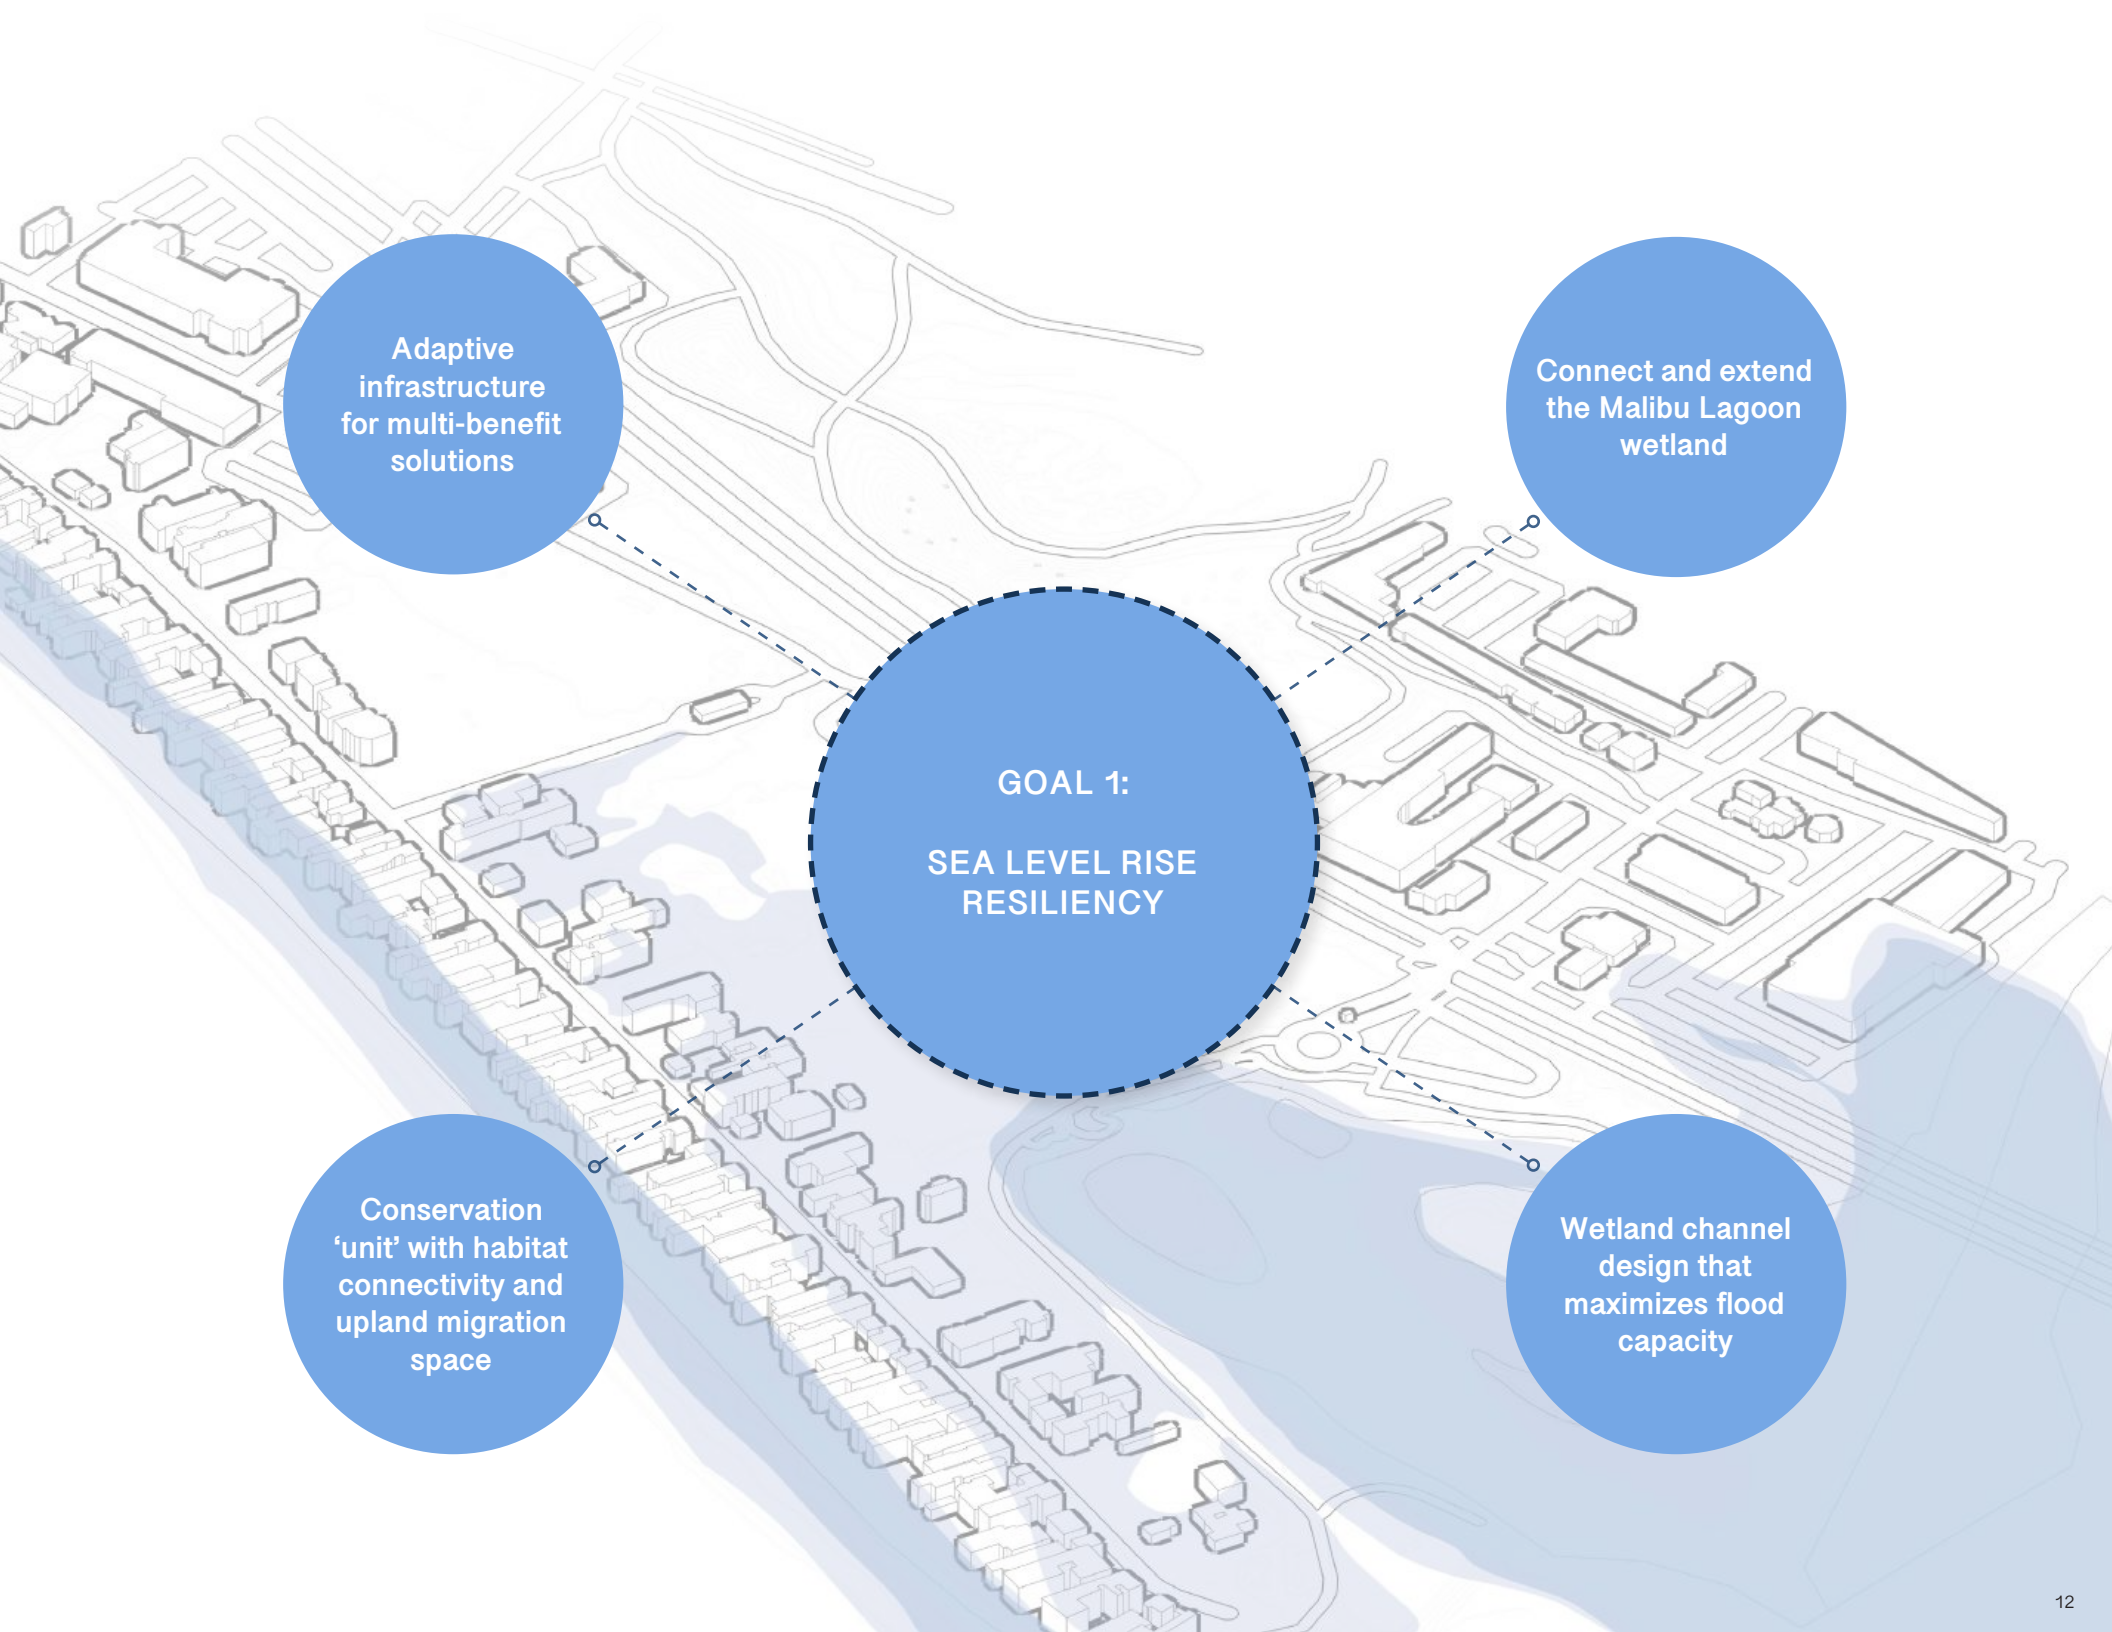 Adaptive
infrastructure
for multi-benefit
solutions
Connect and extend
the Malibu Lagoon
wetland
GOAL 1:
SEA LEVEL RISE
RESILIENCY
Conservation
‘unit’ with habitat
connectivity and
upland migration
space
Wetland channel
design that
maximizes flood
capacity
12